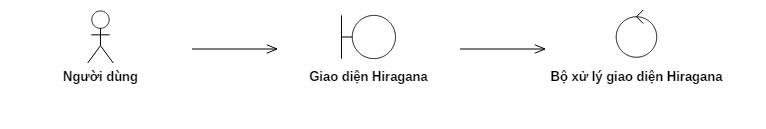 Người dùng
Giao diện Hiragana
Bộ xử lý giao diện Hiragana